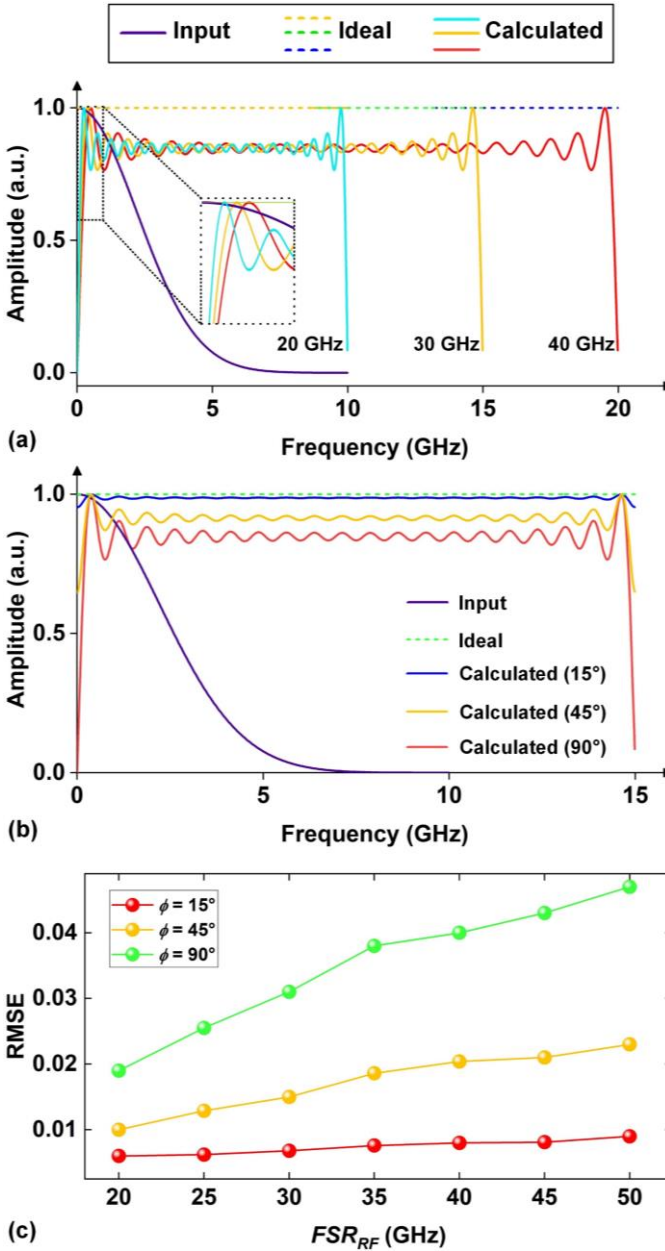 Input Ideal Calculated
Amplitude (a.u.)
1.0
0.5
0.0
20 GHz 30 GHz 40 GHz
0 5 10 15 20
(a)
Frequency (GHz)
Amplitude (a.u.)
1.0
0.5
0.0
Input
Ideal
Calculated (15°)
Calculated (45°)
Calculated (90°)
0 5 10 15
(b)
Frequency (GHz)
RMSE
0.04
0.03
0.02
0.01
ϕ = 15°
ϕ = 45°
ϕ = 90°
20 25 30 35 40 45 50
(c)
FSR_RF (GHz)